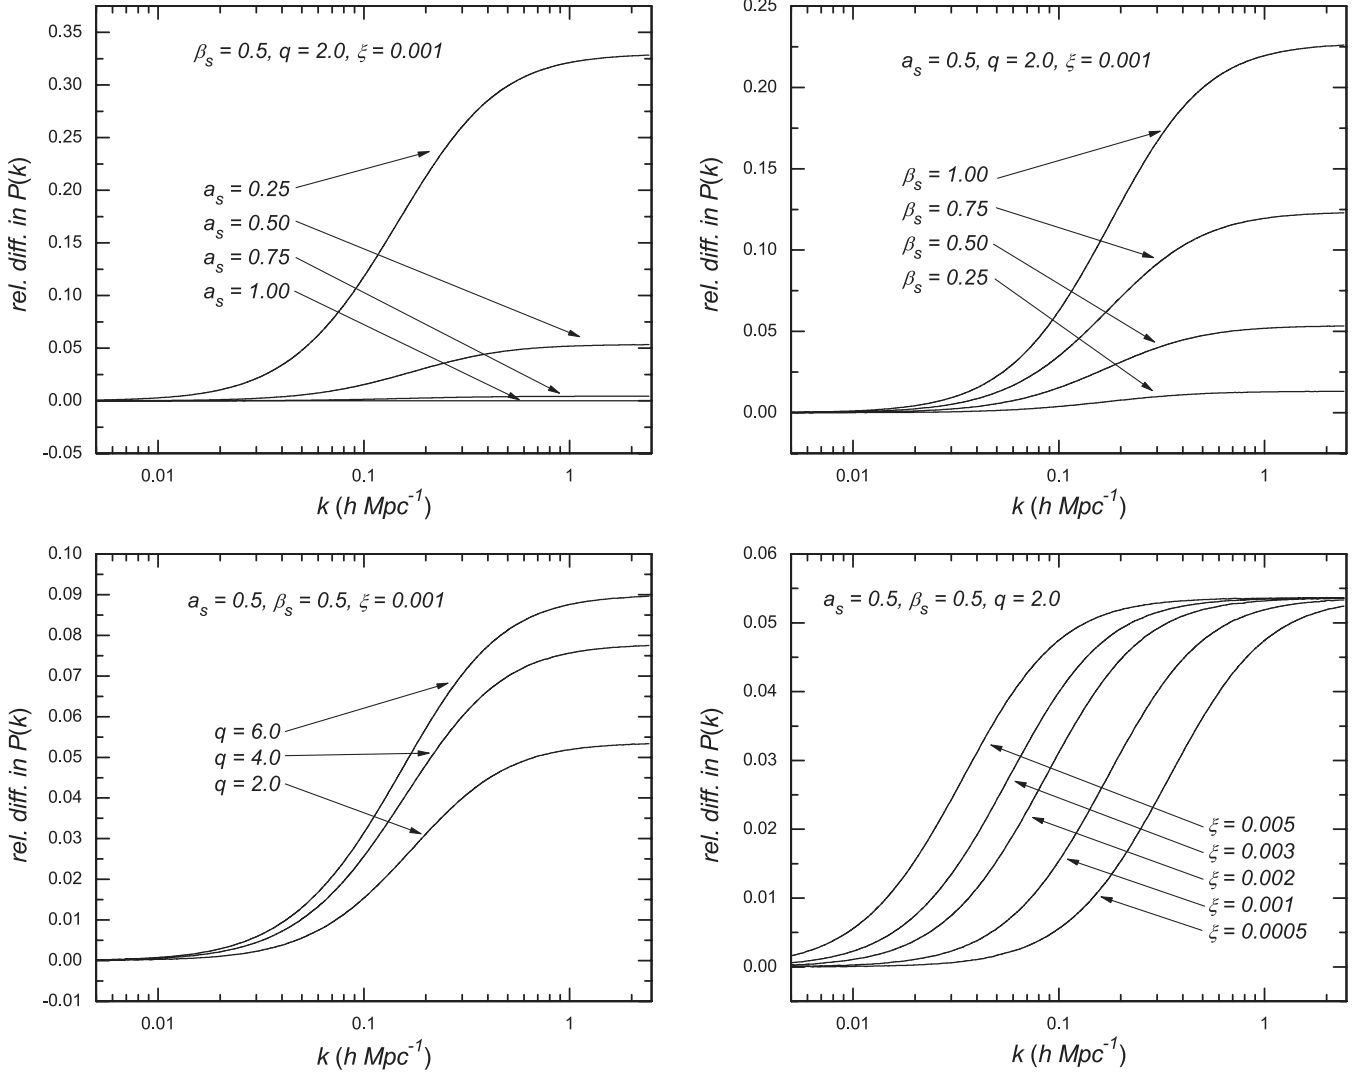 β_s = 0.5, q = 2.0, ξ = 0.001
rel. diff. in P(k)
0.35
0.30
0.25
0.20
0.15
0.10
0.05
0.00
-0.05
a_s = 0.25
a_s = 0.50
a_s = 0.75
a_s = 1.00
0.01
0.1
1
k (h Mpc⁻¹)
a_s = 0.5, q = 2.0, ξ = 0.001
rel. diff. in P(k)
0.25
0.20
0.15
0.10
0.05
0.00
β_s = 1.00
β_s = 0.75
β_s = 0.50
β_s = 0.25
0.01
0.1
1
k (h Mpc⁻¹)
a_s = 0.5, β_s = 0.5, ξ = 0.001
rel. diff. in P(k)
0.10
0.09
0.08
0.07
0.06
0.05
0.04
0.03
0.02
0.01
0.00
-0.01
q = 6.0
q = 4.0
q = 2.0
0.01
0.1
1
k (h Mpc⁻¹)
a_s = 0.5, β_s = 0.5, q = 2.0
rel. diff. in P(k)
0.06
0.05
0.04
0.03
0.02
0.01
0.00
ξ = 0.005
ξ = 0.003
ξ = 0.002
ξ = 0.001
ξ = 0.0005
0.01
0.1
1
k (h Mpc⁻¹)